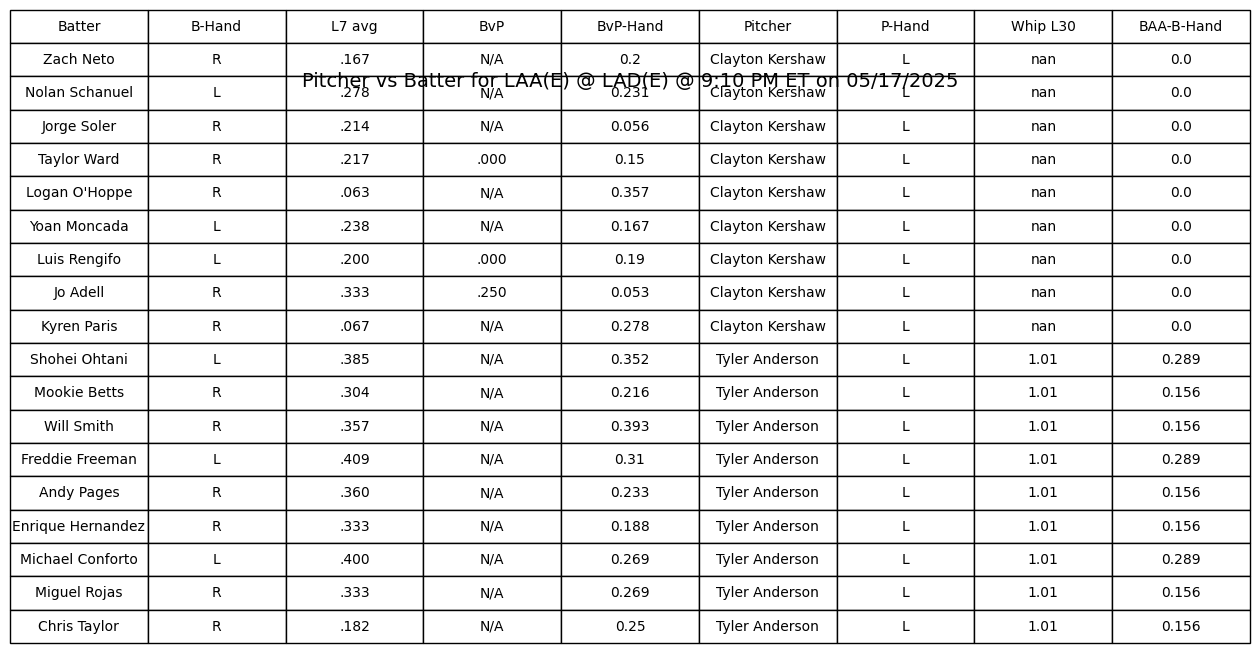 Batter B-Hand L7 avg BvP BvP-Hand Pitcher P-Hand Whip L30 BAA-B-Hand
Zach Neto R .167 N/A 0.2 Clayton Kershaw L nan 0.0
Pitcher vs Batter for LAA(E) @ LAD(E) @ 9:10 PM ET on 05/17/2025
Nolan Schanuel L .278 N/A 0.231 Clayton Kershaw L nan 0.0
Jorge Soler R .214 N/A 0.056 Clayton Kershaw L nan 0.0
Taylor Ward R .217 .000 0.15 Clayton Kershaw L nan 0.0
Logan O'Hoppe R .063 N/A 0.357 Clayton Kershaw L nan 0.0
Yoan Moncada L .238 N/A 0.167 Clayton Kershaw L nan 0.0
Luis Rengifo L .200 .000 0.19 Clayton Kershaw L nan 0.0
Jo Adell R .333 .250 0.053 Clayton Kershaw L nan 0.0
Kyren Paris R .067 N/A 0.278 Clayton Kershaw L nan 0.0
Shohei Ohtani L .385 N/A 0.352 Tyler Anderson L 1.01 0.289
Mookie Betts R .304 N/A 0.216 Tyler Anderson L 1.01 0.156
Will Smith R .357 N/A 0.393 Tyler Anderson L 1.01 0.156
Freddie Freeman L .409 N/A 0.31 Tyler Anderson L 1.01 0.289
Andy Pages R .360 N/A 0.233 Tyler Anderson L 1.01 0.156
Enrique Hernandez R .333 N/A 0.188 Tyler Anderson L 1.01 0.156
Michael Conforto L .400 N/A 0.269 Tyler Anderson L 1.01 0.289
Miguel Rojas R .333 N/A 0.269 Tyler Anderson L 1.01 0.156
Chris Taylor R .182 N/A 0.25 Tyler Anderson L 1.01 0.156